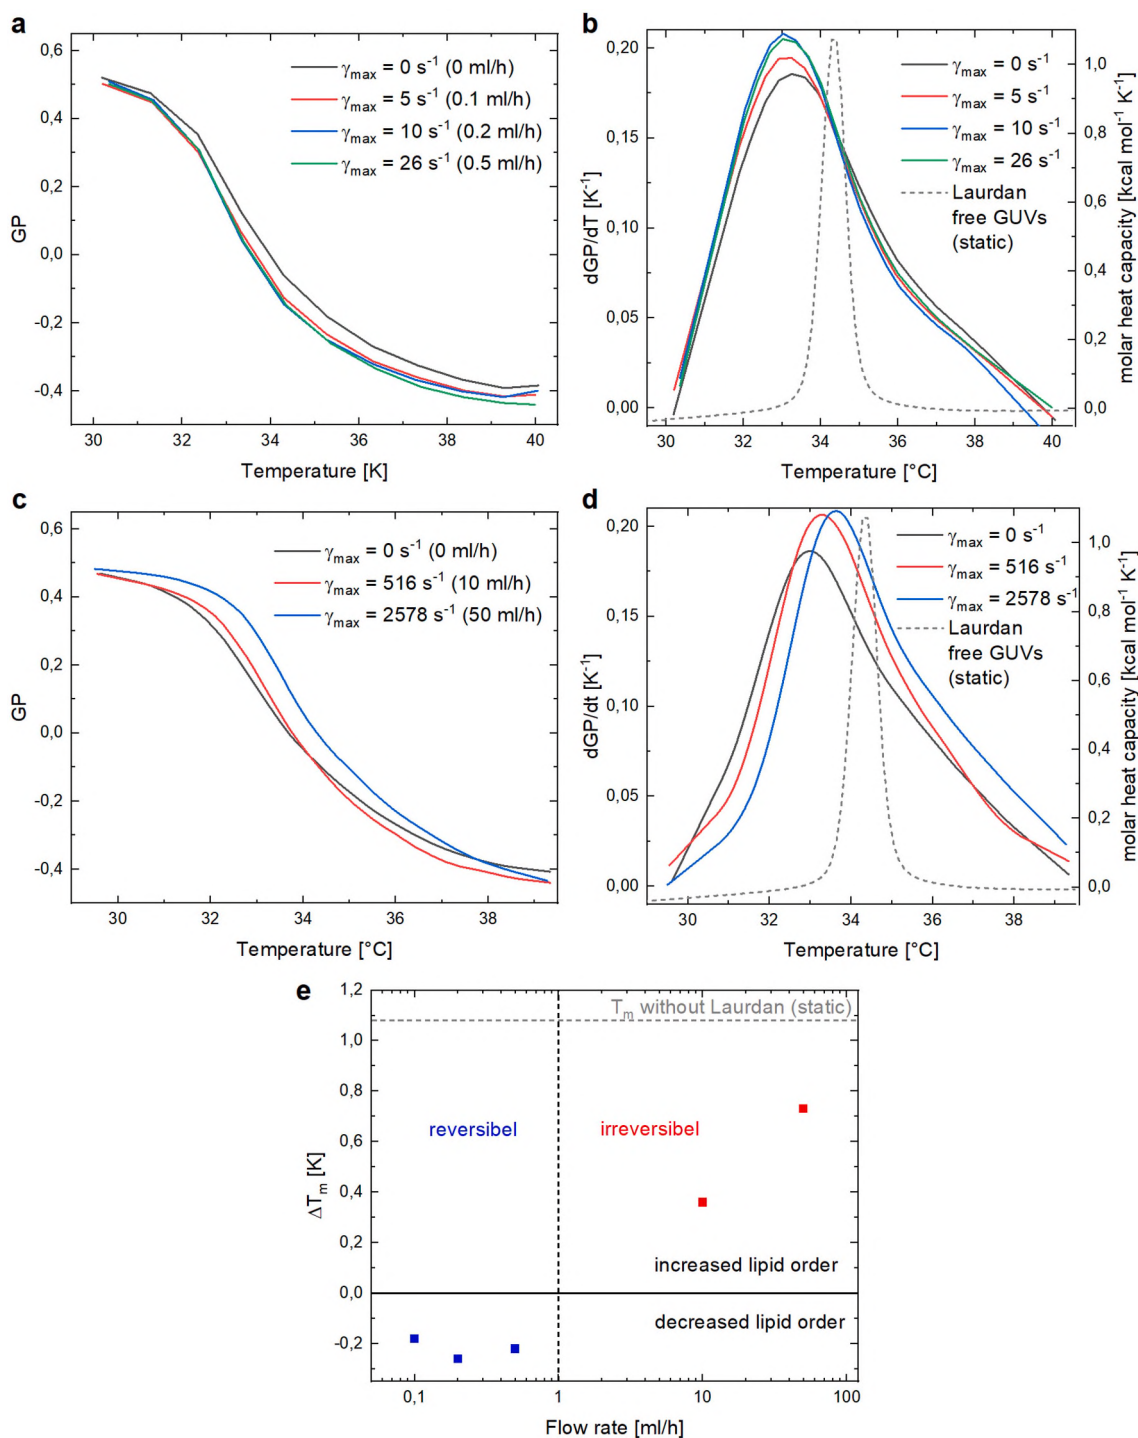 a
0,6
0,4
0,2
0,0
-0,2
-0,4
GP
30
32
34
36
38
40
Temperature [K]
γmax = 0 s-1 (0 ml/h)
γmax = 5 s-1 (0.1 ml/h)
γmax = 10 s-1 (0.2 ml/h)
γmax = 26 s-1 (0.5 ml/h)
b
0,20
0,15
0,10
0,05
0,00
dGP/dT [K-1]
30
32
34
36
38
40
Temperature [°C]
γmax = 0 s-1
γmax = 5 s-1
γmax = 10 s-1
γmax = 26 s-1
Laurdan
free GUVs
(static)
1,0
0,8
0,6
0,4
0,2
0,0
molar heat capacity [kcal mol-1 K-1]
c
0,6
0,4
0,2
0,0
-0,2
-0,4
GP
30
32
34
36
38
Temperature [°C]
γmax = 0 s-1 (0 ml/h)
γmax = 516 s-1 (10 ml/h)
γmax = 2578 s-1 (50 ml/h)
d
0,20
0,15
0,10
0,05
0,00
dGP/dt [K-1]
30
32
34
36
38
Temperature [°C]
γmax = 0 s-1
γmax = 516 s-1
γmax = 2578 s-1
Laurdan
free GUVs
(static)
1,0
0,8
0,6
0,4
0,2
0,0
molar heat capacity [kcal mol-1 K-1]
e
1,2
1,0
0,8
0,6
0,4
0,2
0,0
-0,2
ΔTm [K]
Tm without Laurdan (static)
reversibel
irreversibel
increased lipid order
decreased lipid order
0,1
1
10
100
Flow rate [ml/h]